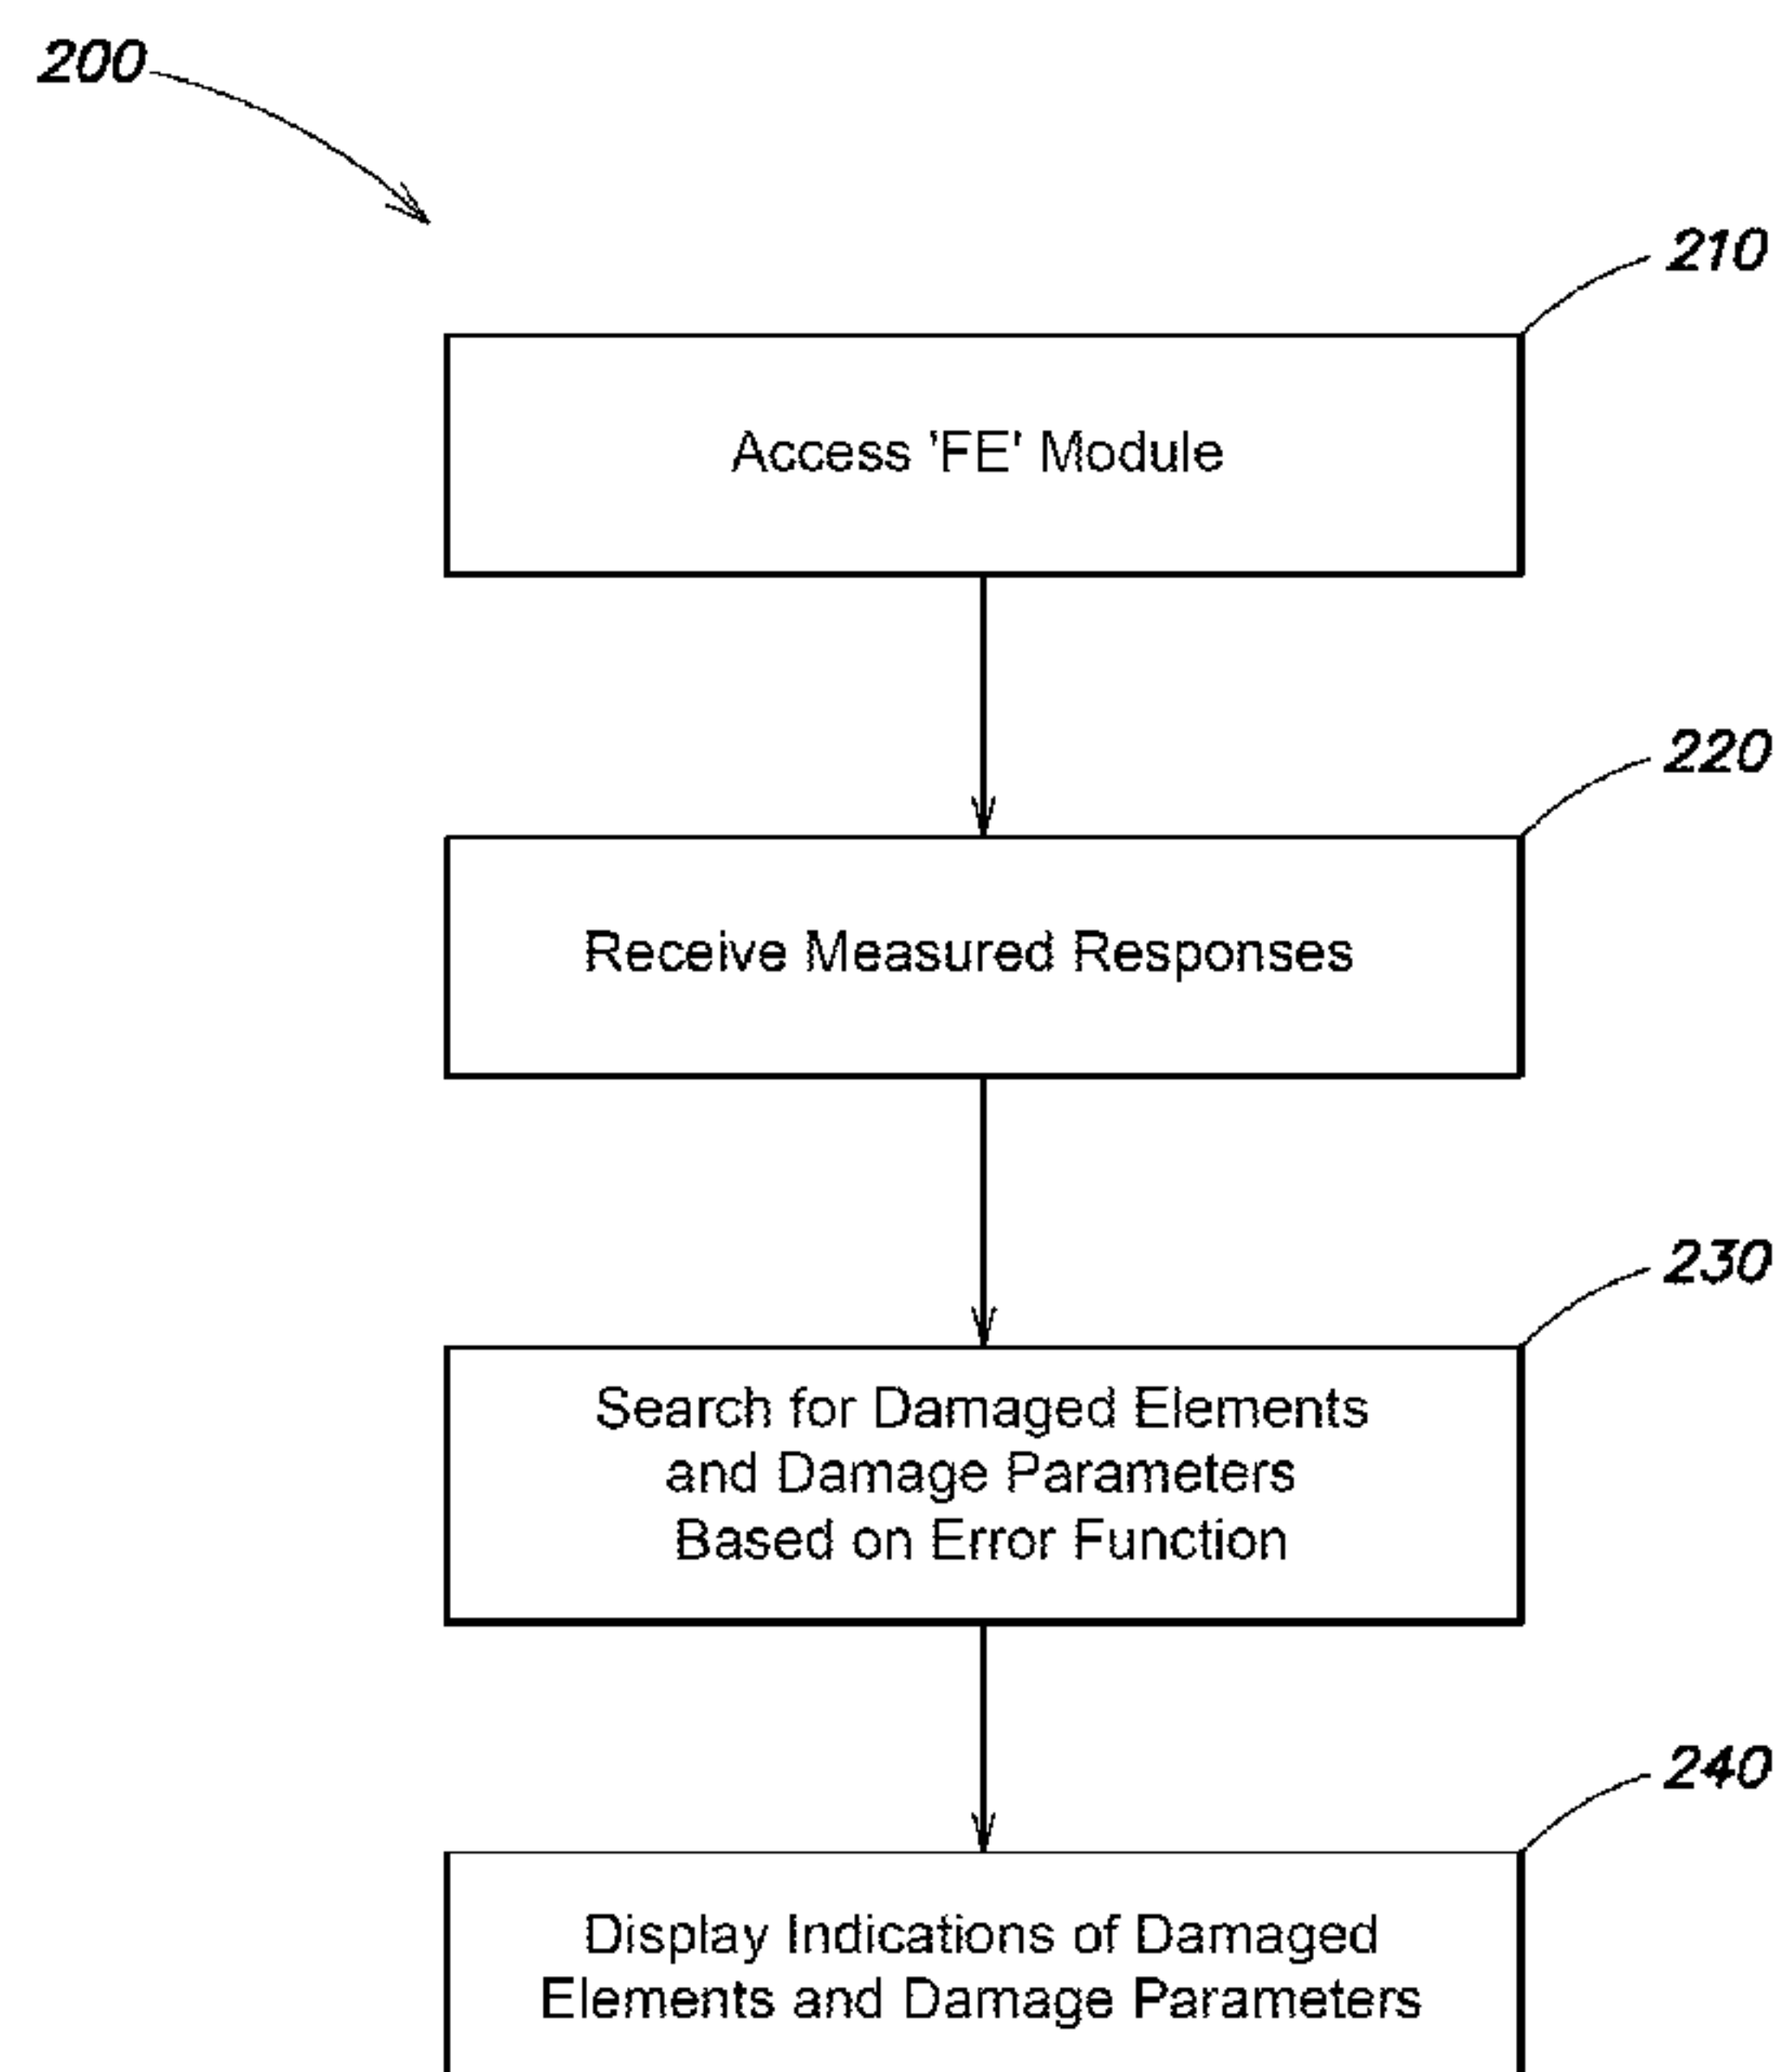 200
210
Access 'FE' Module
220
Receive Measured Responses
230
Search for Damaged Elements
and Damage Parameters
Based on Error Function
240
Display Indications of Damaged
Elements and Damage Parameters